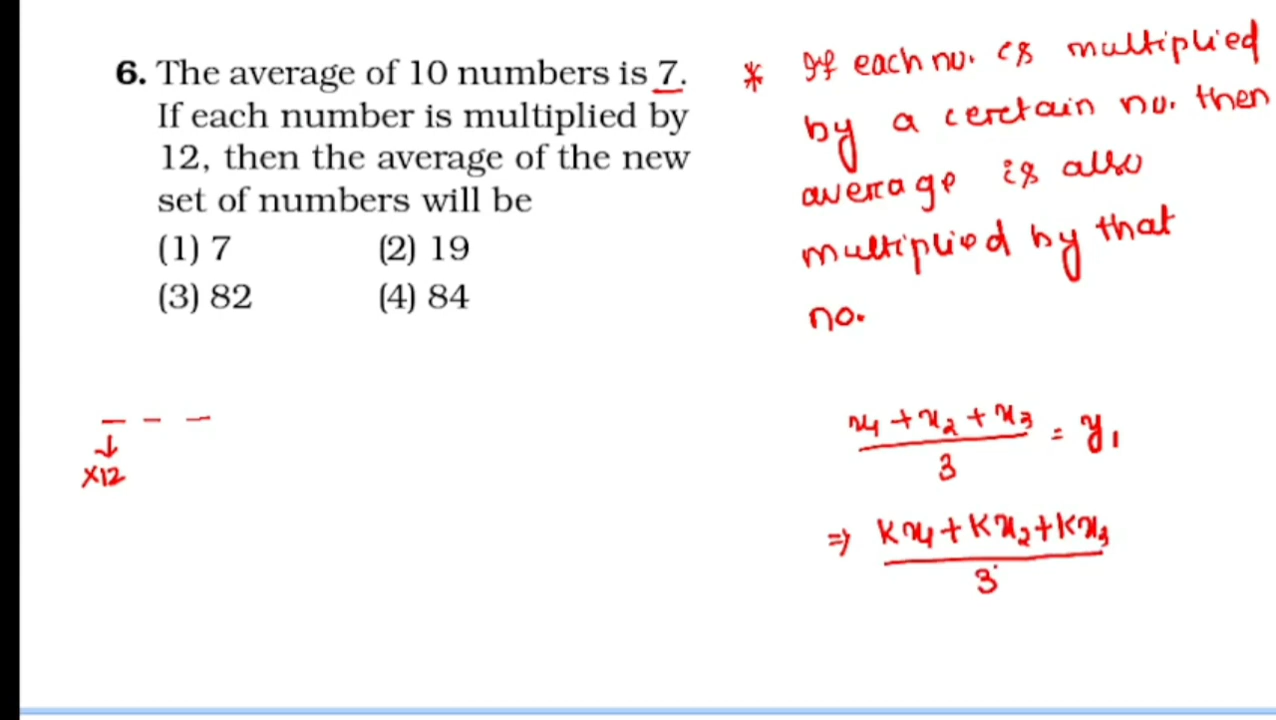 6. The average of 10 numbers is 7.
If each number is multiplied by
12, then the average of the new
set of numbers will be
(1) 7 (2) 19
(3) 82 (4) 84
* If each no. is multiplied
by a ceretain no. then
average is also
multiplied by that
no.
x₁ + x₂ + x₃
3
= y₁
⇒ kx₁ + kx₂ + kx₃
3
↓
×12